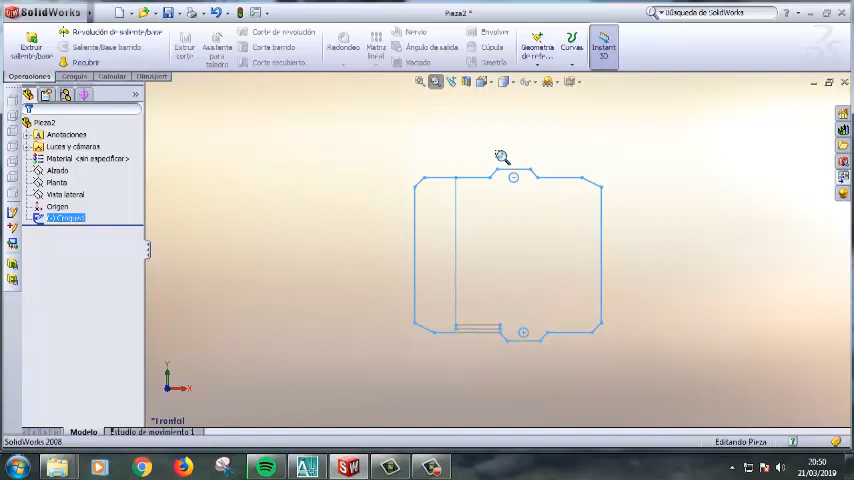 SolidWorks
Pieza2 *
Búsqueda de SolidWorks
Extruir saliente/base
Revolución de saliente/base
Saliente/Base barrido
Recubrir
Extruir corte
Asistente para taladro
Corte de revolución
Corte barrido
Corte recubierto
Redondeo
Matriz lineal
Nervio
Ángulo de salida
Vaciado
Envolver
Cúpula
Simetría
Geometría de refe...
Curvas
Instant 3D
Operaciones
Croquis
Calcular
DimXpert
Pieza2
Anotaciones
Luces y cámaras
Material <sin especificar>
Alzado
Planta
Vista lateral
Origen
(-) Croquis1
Y
X
*Frontal
Modelo
Estudio de movimiento 1
SolidWorks 2008
Editando Pieza
20:50
21/03/2019